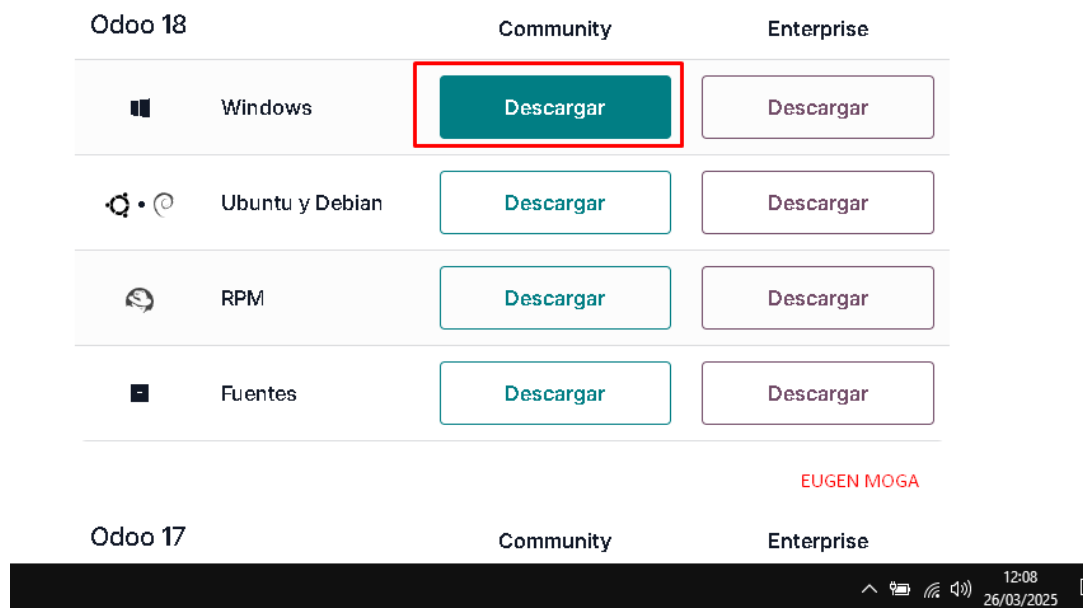 Odoo 18 Community Enterprise
Windows Descargar Descargar
Ubuntu y Debian Descargar Descargar
RPM Descargar Descargar
Fuentes Descargar Descargar
EUGEN MOGA
Odoo 17 Community Enterprise
12:08
26/03/2025